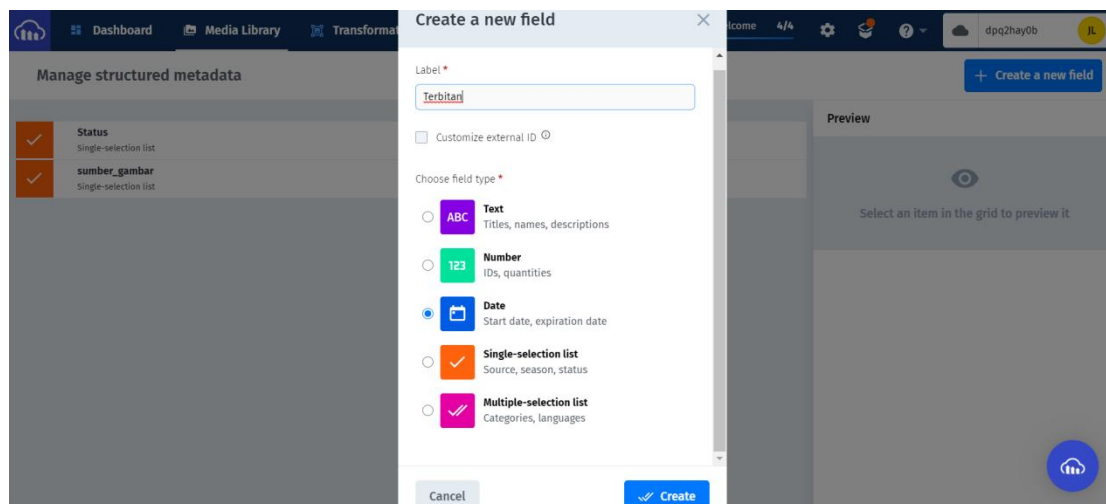 Dashboard
Media Library
Transformat
Create a new field
lcome 4/4
dpq2hay0b
JL
Manage structured metadata
+ Create a new field
Label *
Terbitan
Customize external ID
Choose field type *
ABC
Text
Titles, names, descriptions
123
Number
IDs, quantities
Date
Start date, expiration date
Single-selection list
Source, season, status
Multiple-selection list
Categories, languages
Cancel
Create
Status
Single-selection list
sumber_gambar
Single-selection list
Preview
Select an item in the grid to preview it